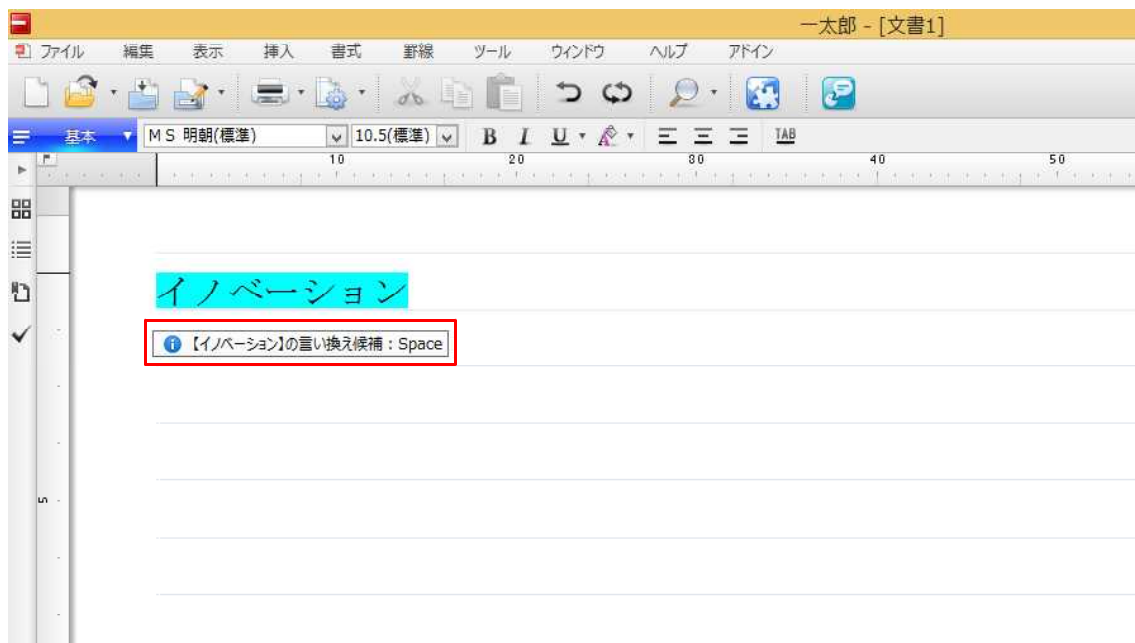 一太郎 - [文書1]
ファイル 編集 表示 挿入 書式 罫線 ツール ウインドウ ヘルプ アドイン
基本 ▼ ＭＳ 明朝(標準) 10.5(標準) B I U TAB
10 20 30 40 50
イノベーション
【イノベーション】の言い換え候補：Space
5